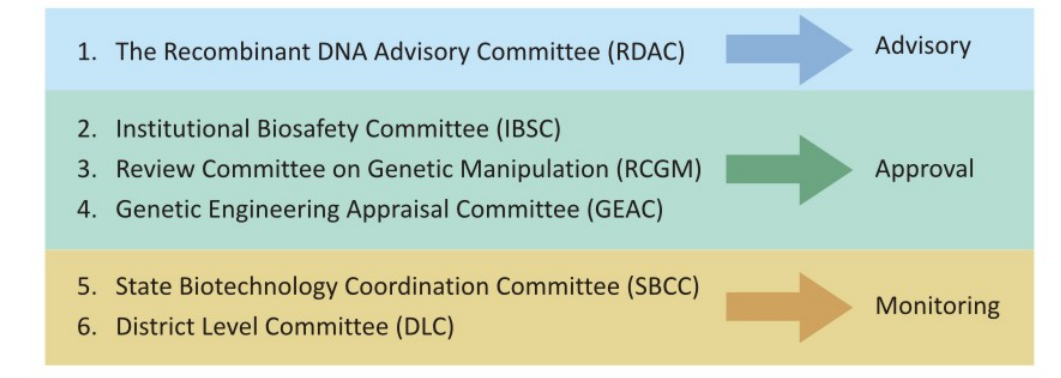 1. The Recombinant DNA Advisory Committee (RDAC)
Advisory
2. Institutional Biosafety Committee (IBSC)
3. Review Committee on Genetic Manipulation (RCGM)
4. Genetic Engineering Appraisal Committee (GEAC)
Approval
5. State Biotechnology Coordination Committee (SBCC)
6. District Level Committee (DLC)
Monitoring